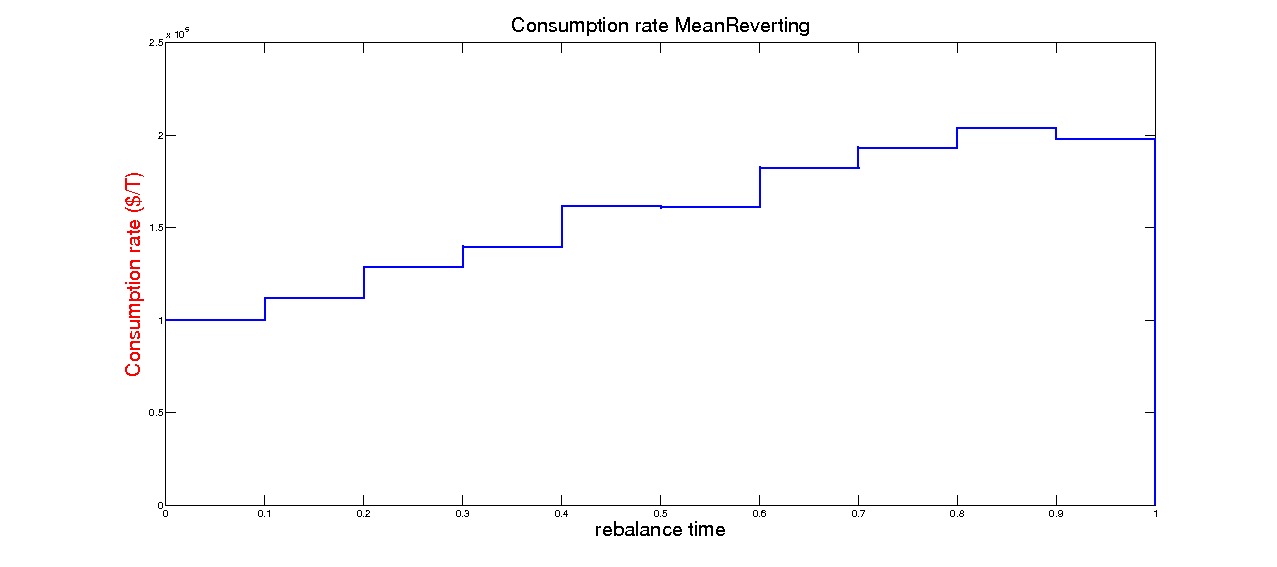 Consumption rate MeanReverting
x 10^5
2.5
2
1.5
1
0.5
0
Consumption rate ($/T)
0 0.1 0.2 0.3 0.4 0.5 0.6 0.7 0.8 0.9 1
rebalance time